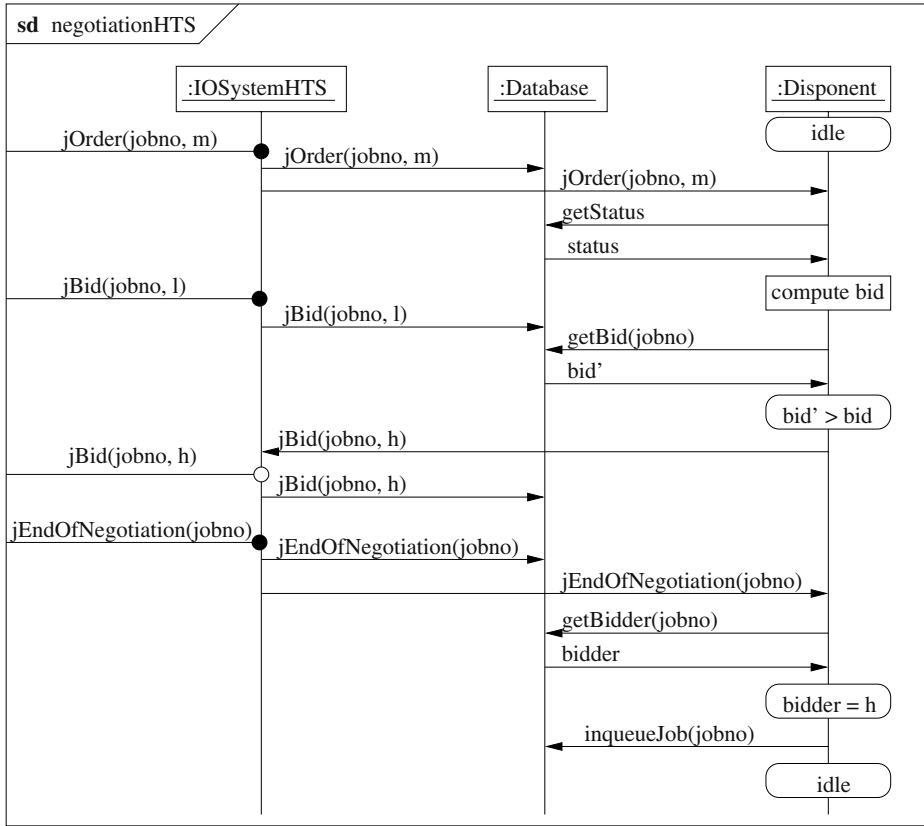 sd negotiationHTS
:IOSystemHTS
:Database
:Disponent
idle
jOrder(jobno, m)
jOrder(jobno, m)
jOrder(jobno, m)
getStatus
status
jBid(jobno, l)
compute bid
jBid(jobno, l)
getBid(jobno)
bid’
bid’ > bid
jBid(jobno, h)
jBid(jobno, h)
jBid(jobno, h)
jEndOfNegotiation(jobno)
jEndOfNegotiation(jobno)
jEndOfNegotiation(jobno)
getBidder(jobno)
bidder
bidder = h
inqueueJob(jobno)
idle